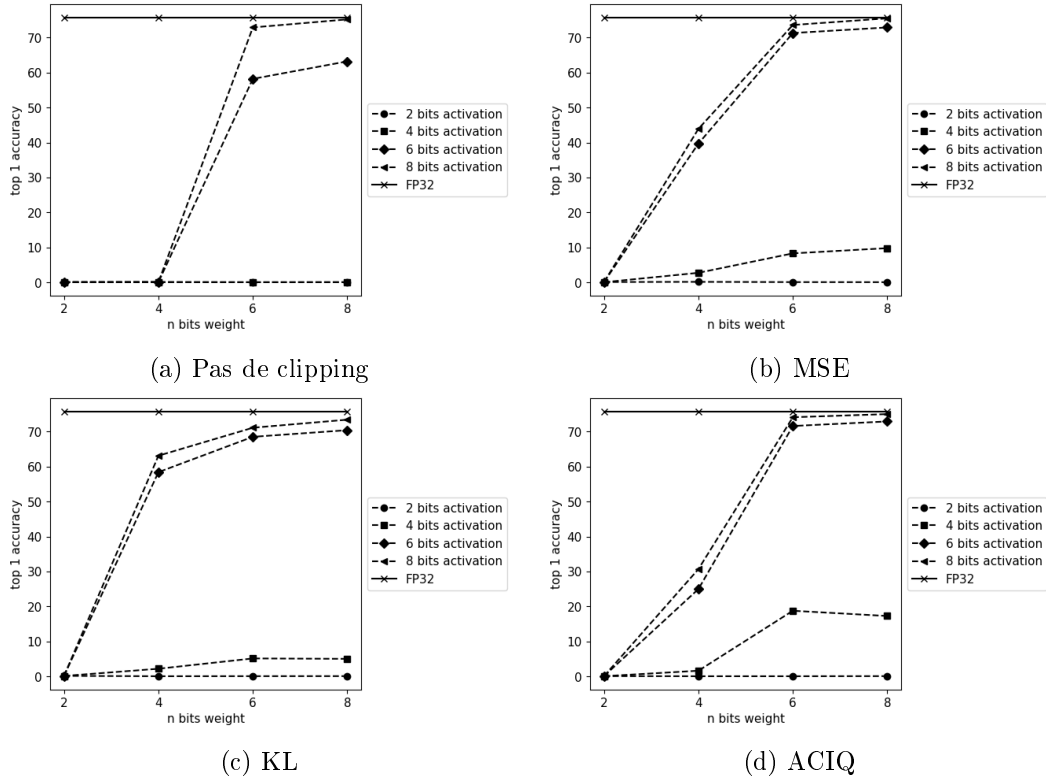 70
60
50
40
30
20
10
0
2
4
6
8
top 1 accuracy
n bits weight
2 bits activation
4 bits activation
6 bits activation
8 bits activation
FP32
(a) Pas de clipping
70
60
50
40
30
20
10
0
2
4
6
8
top 1 accuracy
n bits weight
2 bits activation
4 bits activation
6 bits activation
8 bits activation
FP32
(b) MSE
70
60
50
40
30
20
10
0
2
4
6
8
top 1 accuracy
n bits weight
2 bits activation
4 bits activation
6 bits activation
8 bits activation
FP32
(c) KL
70
60
50
40
30
20
10
0
2
4
6
8
top 1 accuracy
n bits weight
2 bits activation
4 bits activation
6 bits activation
8 bits activation
FP32
(d) ACIQ